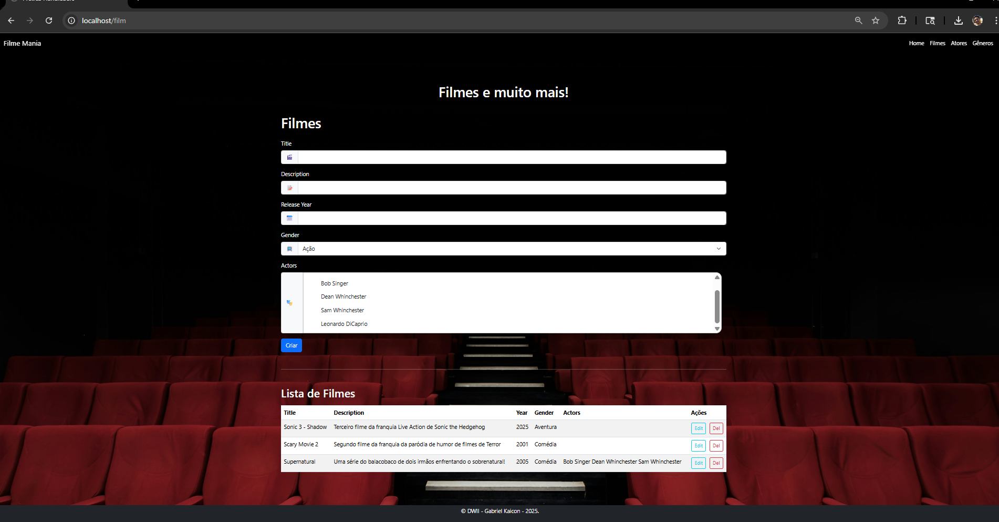 localhost/film
Filme Mania
Home Filmes Atores Gêneros
Filmes e muito mais!
Filmes
Title
Description
Release Year
Gender
Ação
Actors
Bob Singer
Dean Whinchester
Sam Whinchester
Leonardo DiCaprio
Criar
Lista de Filmes
Title Description Year Gender Actors Ações
Sonic 3 - Shadow Terceiro filme da franquia Live Action de Sonic the Hedgehog 2025 Aventura Edit Del
Scary Movie 2 Segundo filme da franquia da paródia de humor de filmes de Terror 2001 Comédia Edit Del
Supernatural Uma série do balacobaco de dois irmãos enfrentando o sobrenatural! 2005 Comédia Bob Singer Dean Whinchester Sam Whinchester Edit Del
© DWII - Gabriel Kaicon - 2025.